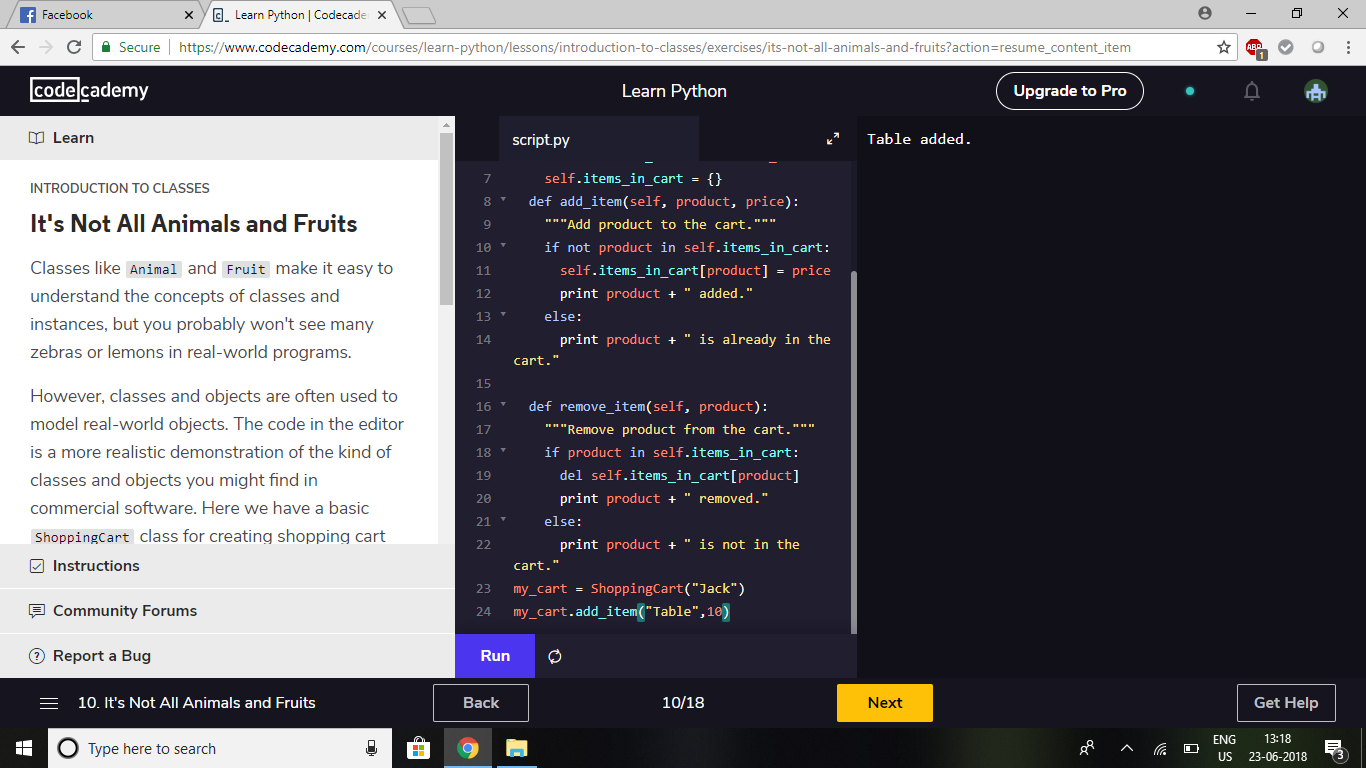 Facebook
Learn Python | Codecade
Secure
https://www.codecademy.com/courses/learn-python/lessons/introduction-to-classes/exercises/its-not-all-animals-and-fruits?action=resume_content_item
ABP
1
codecademy
Learn Python
Upgrade to Pro
Learn
INTRODUCTION TO CLASSES
It's Not All Animals and Fruits
Classes like Animal and Fruit make it easy to
understand the concepts of classes and
instances, but you probably won't see many
zebras or lemons in real-world programs.
However, classes and objects are often used to
model real-world objects. The code in the editor
is a more realistic demonstration of the kind of
classes and objects you might find in
commercial software. Here we have a basic
ShoppingCart class for creating shopping cart
Instructions
Community Forums
Report a Bug
script.py
7 self.items_in_cart = {}
8 def add_item(self, product, price):
9 """Add product to the cart."""
10 if not product in self.items_in_cart:
11 self.items_in_cart[product] = price
12 print product + " added."
13 else:
14 print product + " is already in the
cart."
15
16 def remove_item(self, product):
17 """Remove product from the cart."""
18 if product in self.items_in_cart:
19 del self.items_in_cart[product]
20 print product + " removed."
21 else:
22 print product + " is not in the
cart."
23 my_cart = ShoppingCart("Jack")
24 my_cart.add_item("Table",10)
Run
Table added.
10. It's Not All Animals and Fruits
Back
10/18
Next
Get Help
Type here to search
ENG
US
13:18
23-06-2018
3